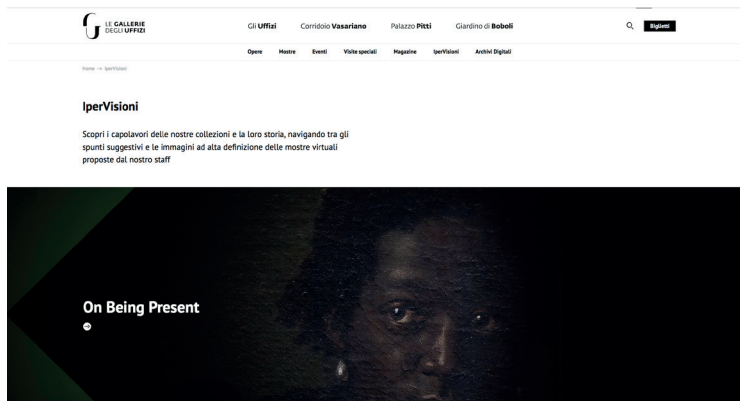 LE GALLERIE
DEGLI UFFIZI
Gli Uffizi Corridoio Vasariano Palazzo Pitti Giardino di Boboli
Biglietti
Opere Mostre Eventi Visite speciali Magazine IperVisioni Archivi Digitali
home → IperVisioni
IperVisioni
Scopri i capolavori delle nostre collezioni e la loro storia, navigando tra gli
spunti suggestivi e le immagini ad alta definizione delle mostre virtuali
proposte dal nostro staff
On Being Present